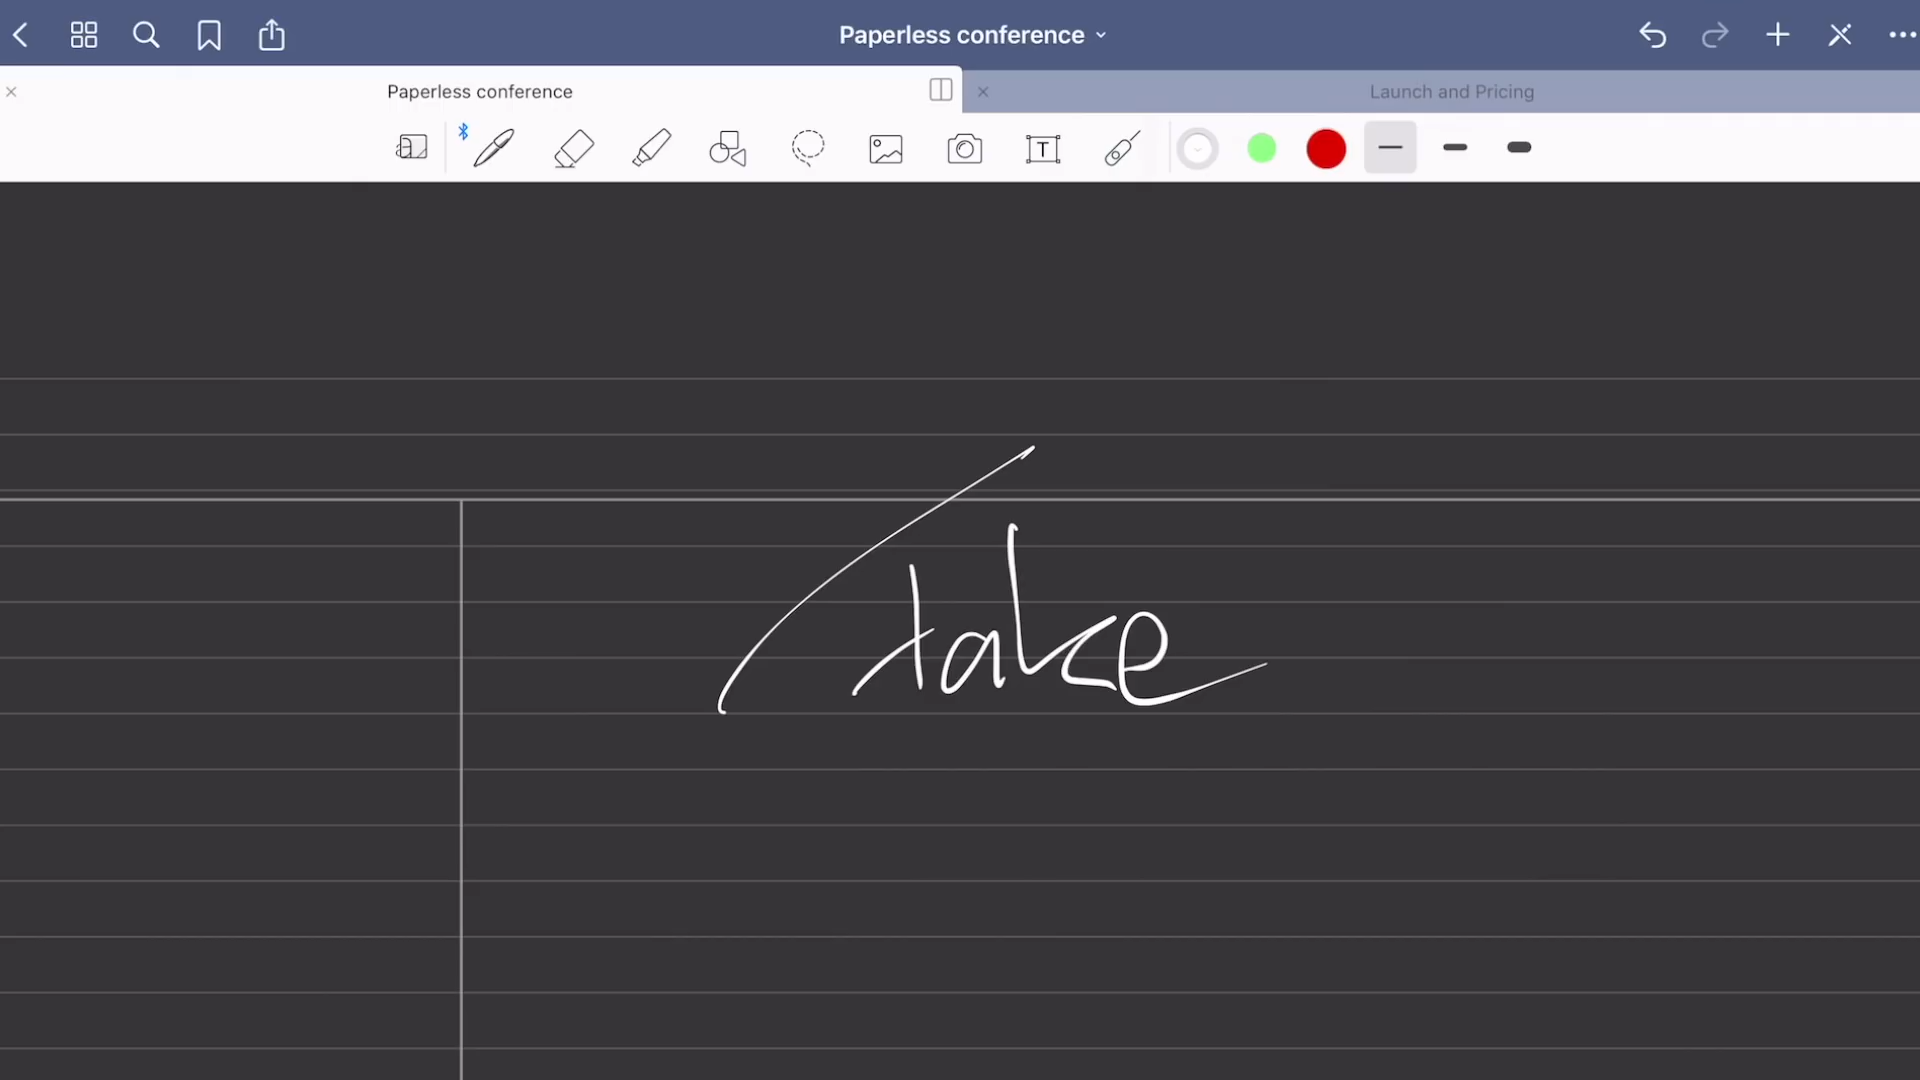 Paperless conference
Paperless conference
Launch and Pricing
T
take